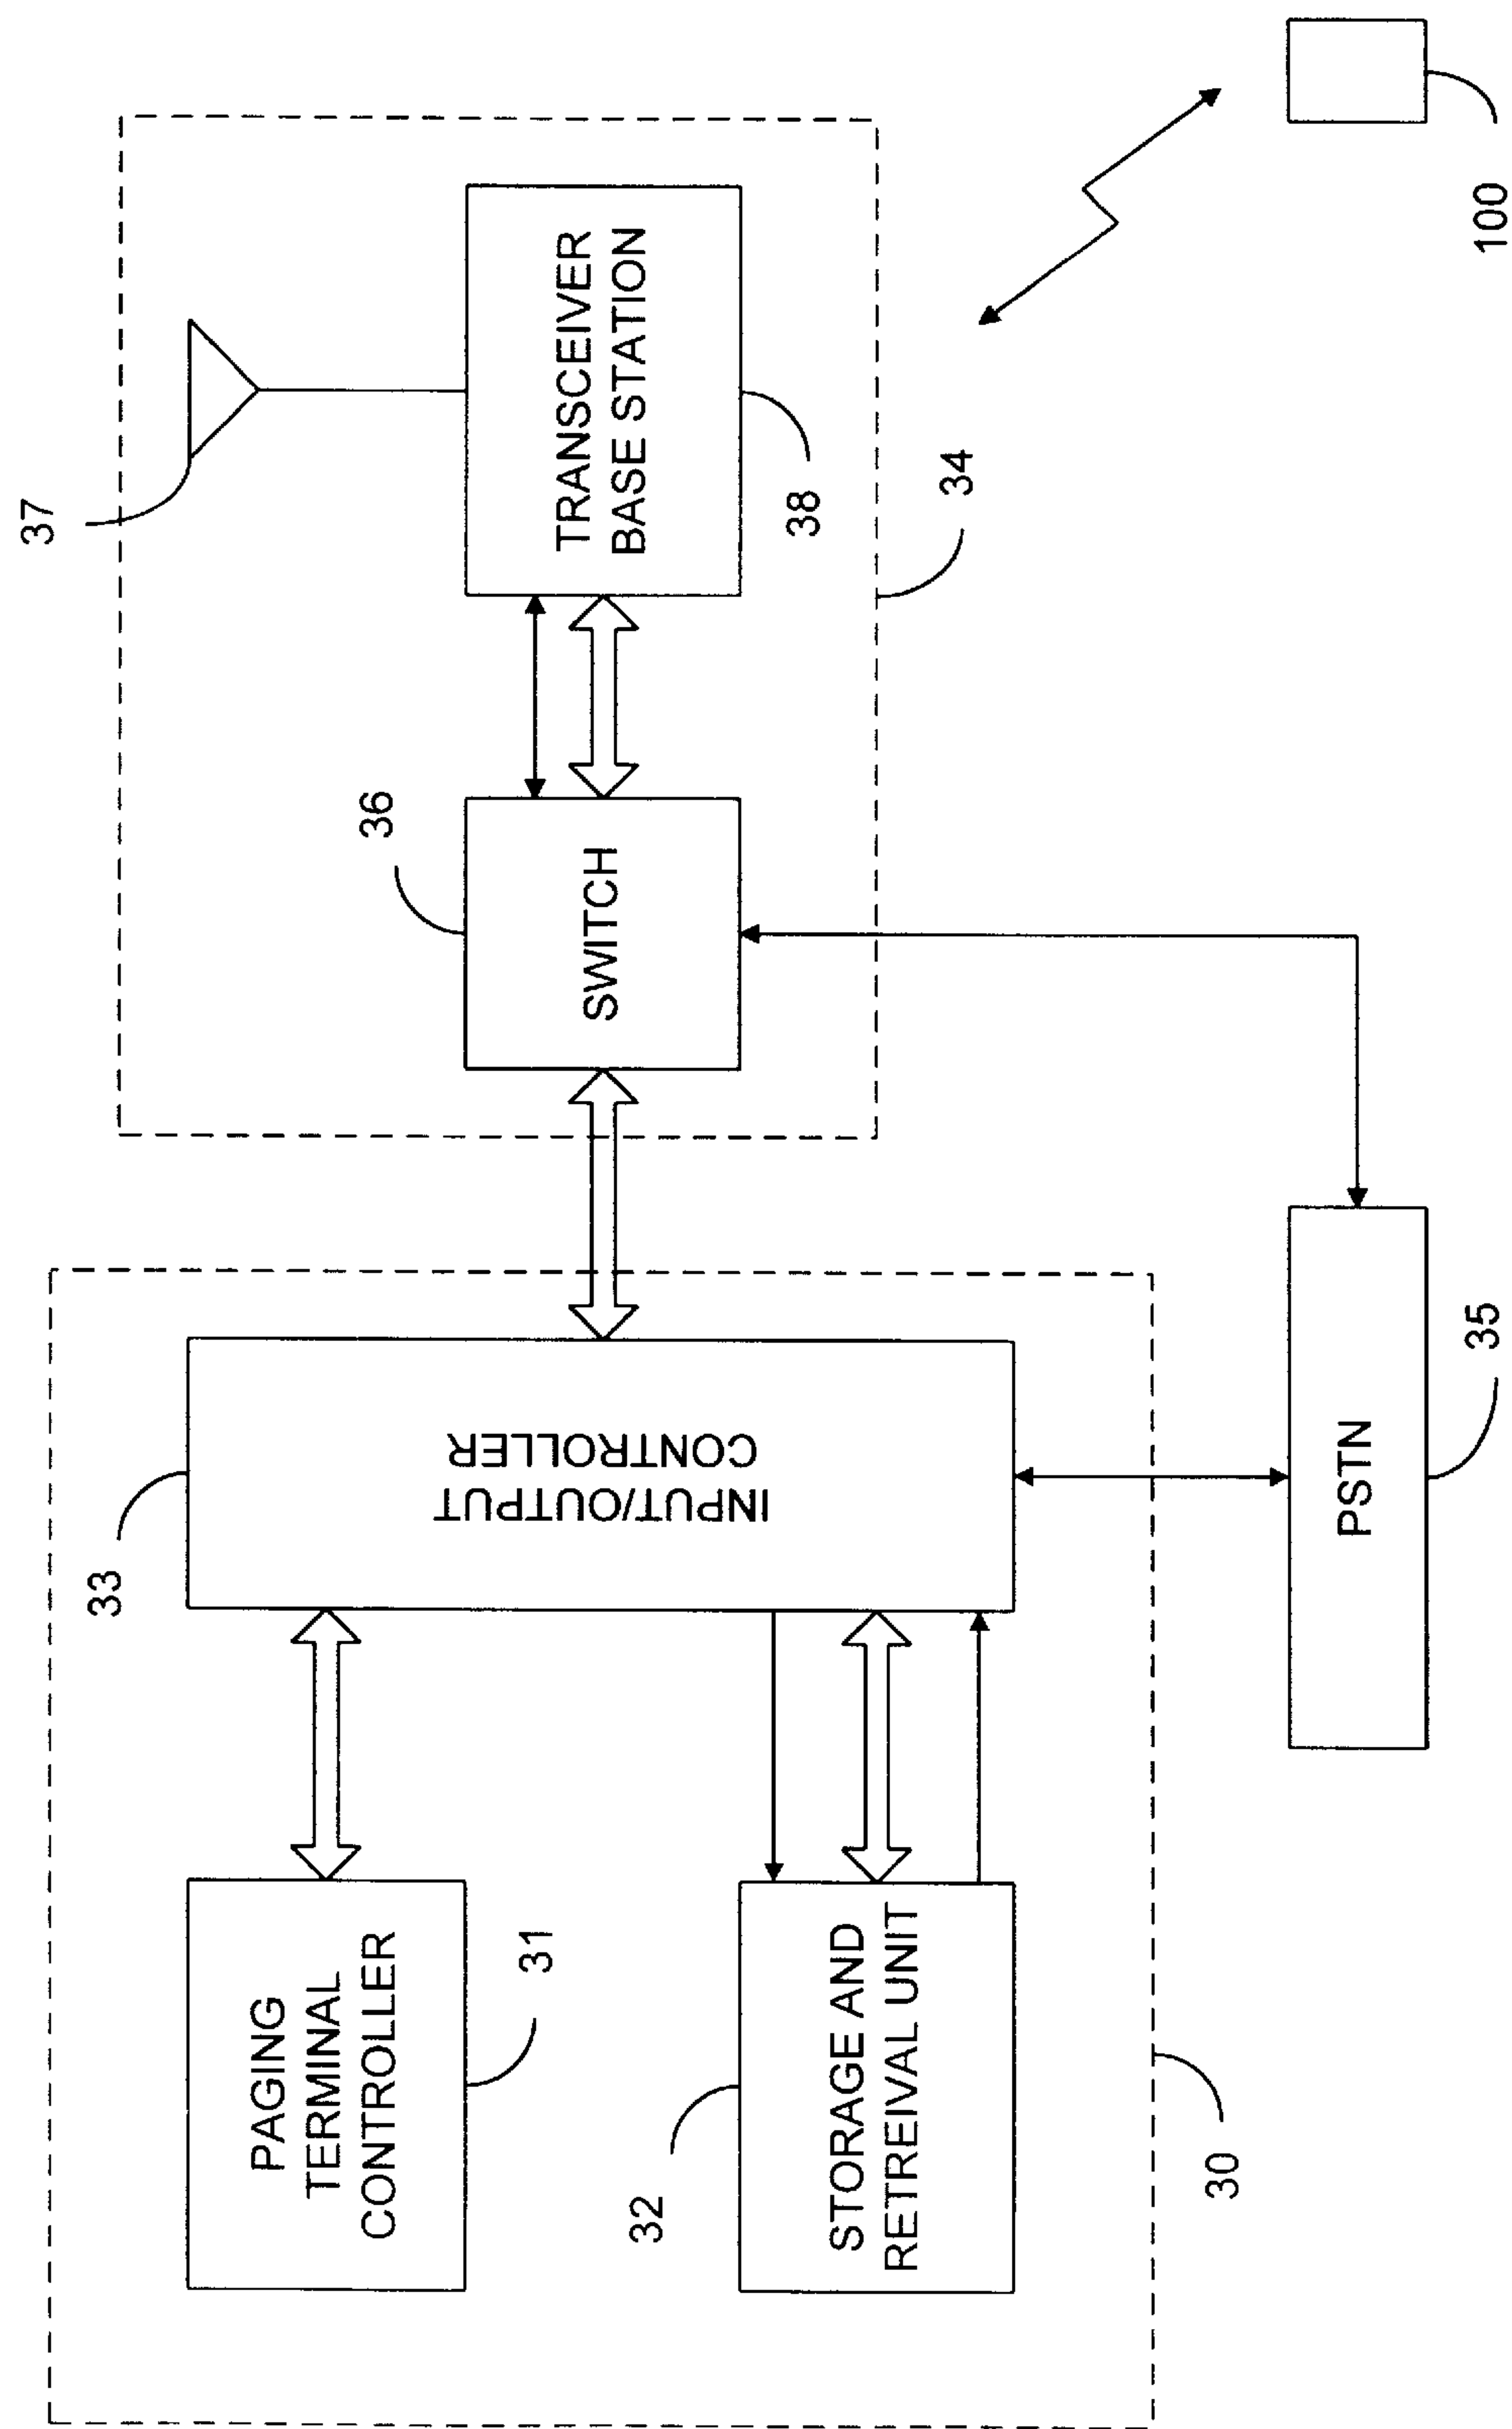 37
36
TRANSCEIVER
BASE STATION
38
34
SWITCH
100
33
INPUT/OUTPUT
CONTROLLER
PAGING
TERMINAL
CONTROLLER
31
32
STORAGE AND
RETREIVAL UNIT
30
PSTN
35